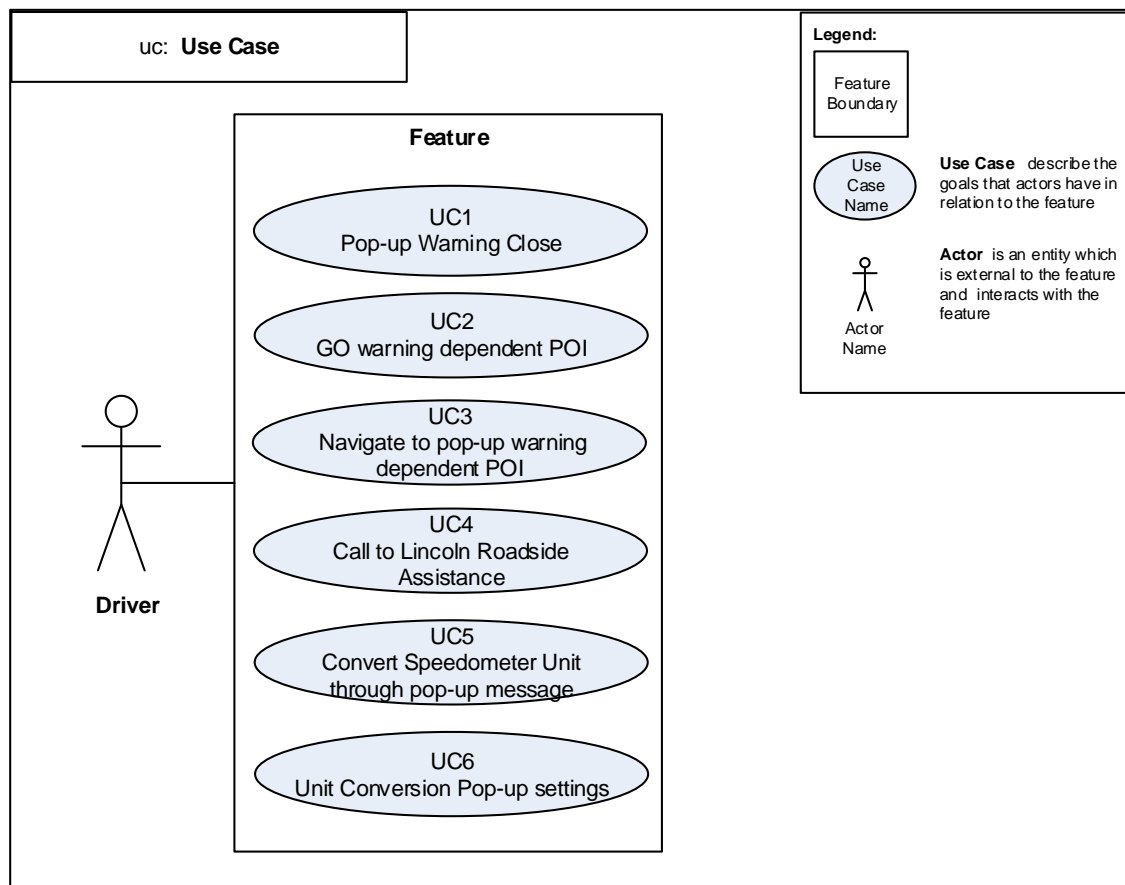 uc: Use Case
Feature
UC1
Pop-up Warning Close
UC2
GO warning dependent POI
UC3
Navigate to pop-up warning
dependent POI
UC4
Call to Lincoln Roadside
Assistance
UC5
Convert Speedometer Unit
through pop-up message
UC6
Unit Conversion Pop-up settings
Driver
Legend:
Feature
Boundary
Use
Case
Name
Use Case describe the
goals that actors have in
relation to the feature
Actor is an entity which
is external to the feature
and interacts with the
feature
Actor
Name